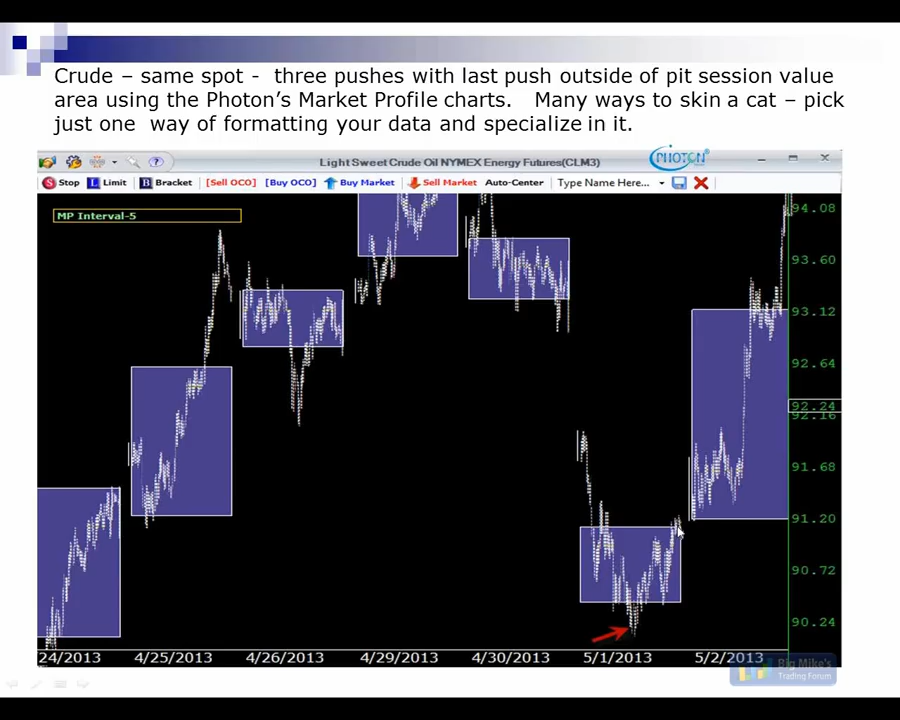 Crude – same spot - three pushes with last push outside of pit session value
area using the Photon's Market Profile charts. Many ways to skin a cat – pick
just one way of formatting your data and specialize in it.
Light Sweet Crude Oil NYMEX Energy Futures(CLM3)
PHOTON
Stop Limit B Bracket [Sell OCO] [Buy OCO] Buy Market Sell Market Auto-Center Type Name Here...
MP Interval-5
94.08
93.60
93.12
92.64
92.24
92.16
91.68
91.20
90.72
90.24
24/2013 4/25/2013 4/26/2013 4/29/2013 4/30/2013 5/1/2013 5/2/2013
Big Mike's
Trading Forum